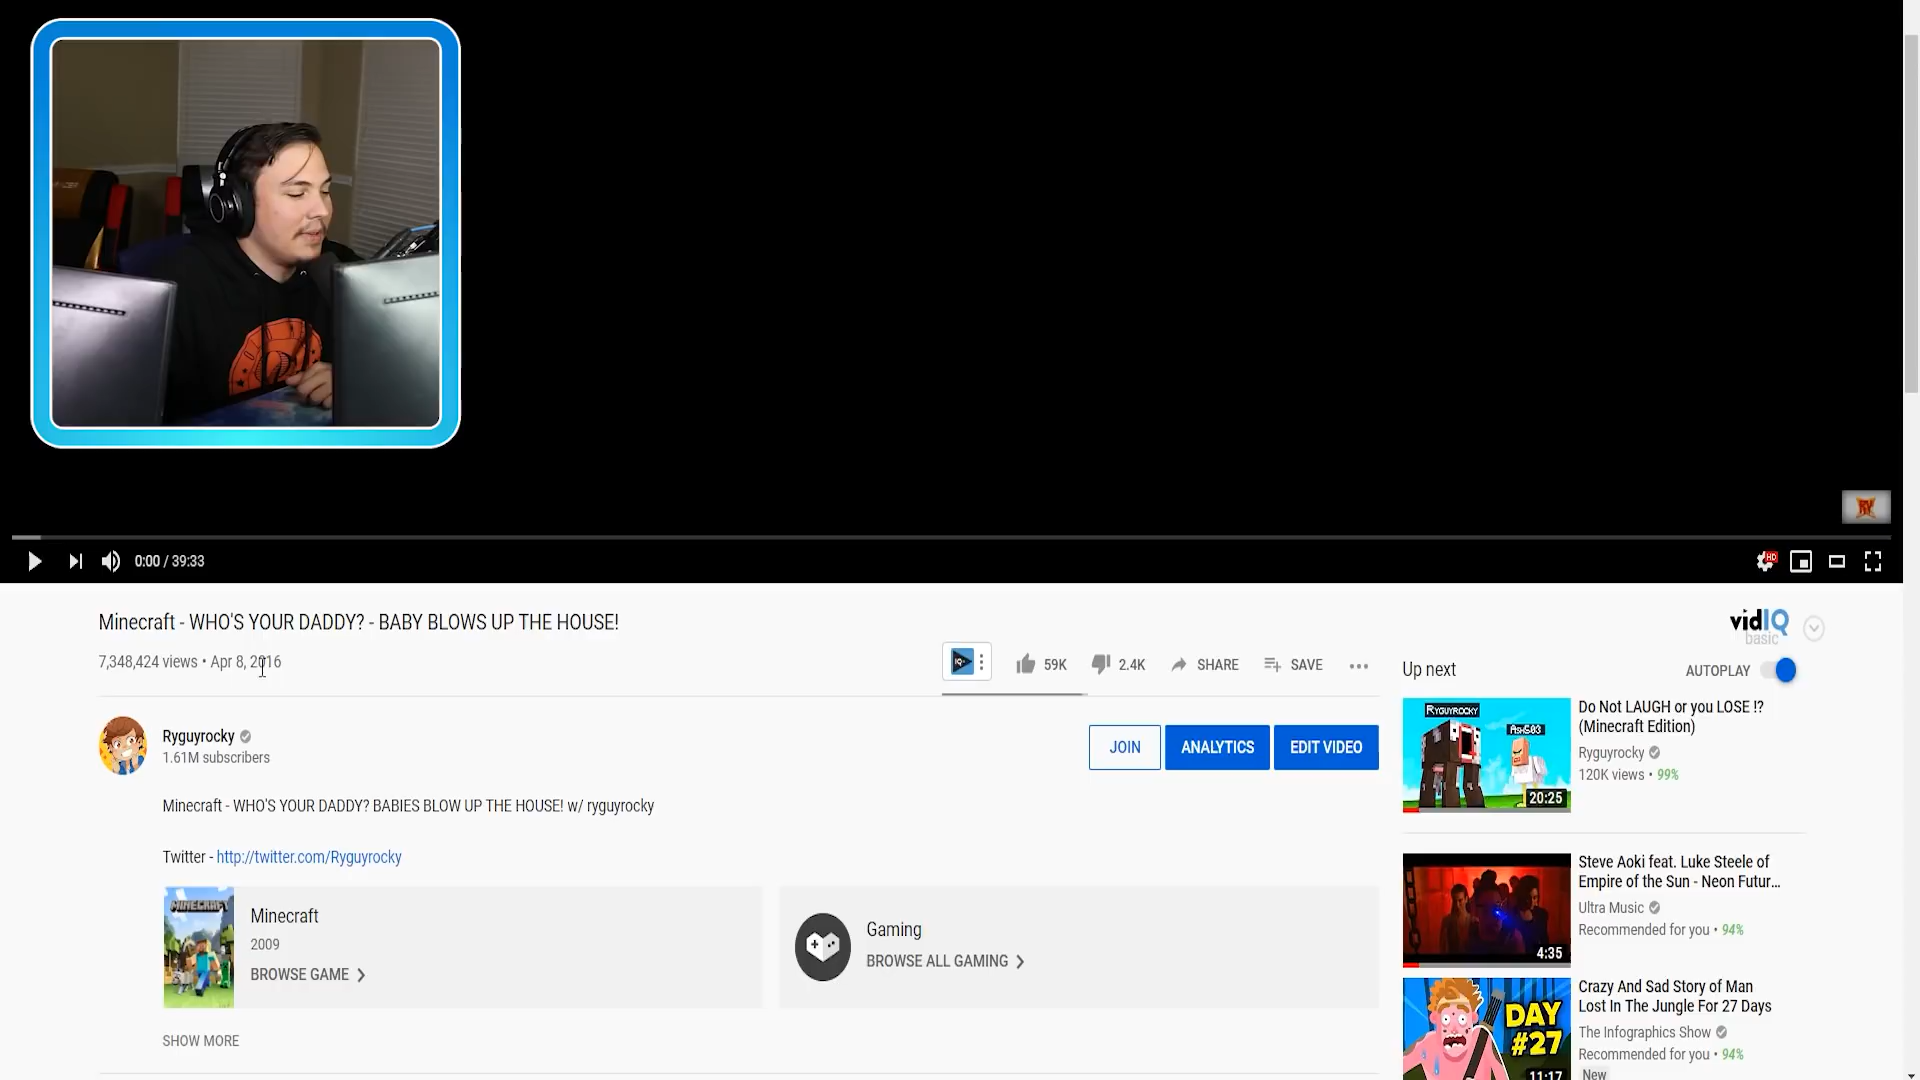 0:00 / 39:33
HD
RY
Minecraft - WHO'S YOUR DADDY? - BABY BLOWS UP THE HOUSE!
7,348,424 views • Apr 8, 2016
59K
2.4K
SHARE
SAVE
vidIQ
basic
Up next
AUTOPLAY
Ryguyrocky
1.61M subscribers
JOIN
ANALYTICS
EDIT VIDEO
Minecraft - WHO'S YOUR DADDY? BABIES BLOW UP THE HOUSE! w/ ryguyrocky
Twitter - http://twitter.com/Ryguyrocky
MINECRAFT
Minecraft
2009
BROWSE GAME
Gaming
BROWSE ALL GAMING
SHOW MORE
RYGUYROCKY
ASH503
20:25
Do Not LAUGH or you LOSE !?
(Minecraft Edition)
Ryguyrocky
120K views • 99%
4:35
Steve Aoki feat. Luke Steele of
Empire of the Sun - Neon Futur...
Ultra Music
Recommended for you • 94%
DAY
#27
11:17
Crazy And Sad Story of Man
Lost In The Jungle For 27 Days
The Infographics Show
Recommended for you • 94%
New